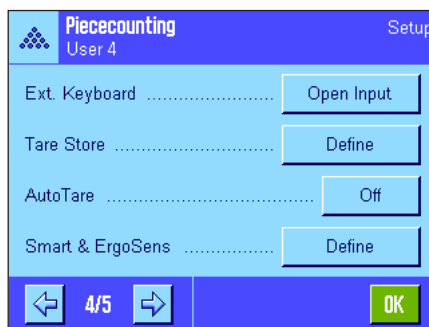 Piececounting
User 4
Setup
Ext. Keyboard ........................ Open Input
Tare Store .............................. Define
AutoTare ....................................... Off
Smart & ErgoSens ................. Define
4/5
OK